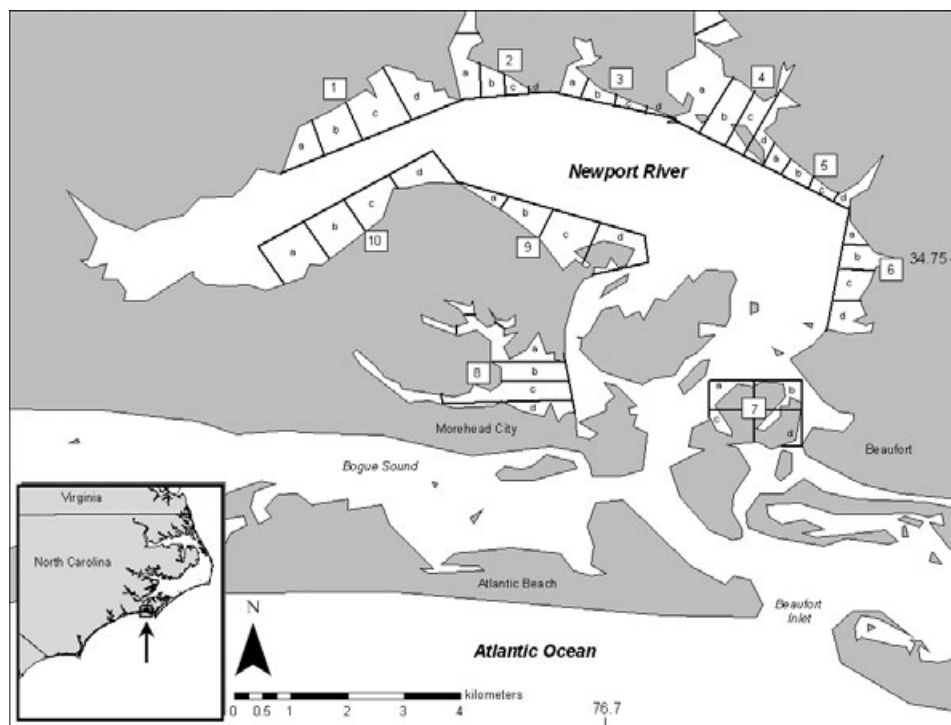 1
2
3
4
a
b
c
d
a
b
c
d
a
b
c
d
a
b
c
d
Newport River
5
a
b
c
d
10
a
b
c
d
9
a
b
c
d
6
a
b
c
d
34.75
8
a
b
c
d
7
a
b
c
d
Morehead City
Beaufort
Bogue Sound
Virginia
North Carolina
Atlantic Beach
Beaufort
Inlet
N
Atlantic Ocean
kilometers
0 0.5 1 2 3 4
76.7